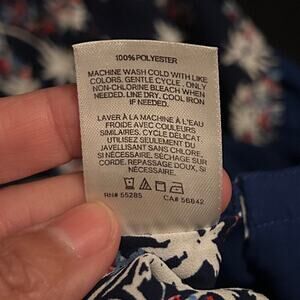 100% POLYESTER
MACHINE WASH COLD WITH LIKE
COLORS, GENTLE CYCLE. ONLY
NON-CHLORINE BLEACH WHEN
NEEDED. LINE DRY. COOL IRON
IF NEEDED.
LAVER À LA MACHINE À L'EAU
FROIDE AVEC COULEURS
SIMILAIRES, CYCLE DÉLICAT.
UTILISEZ SEULEMENT DU
JAVELLISANT SANS CHLORE,
SI NÉCESSAIRE. SÉCHAGE SUR
CORDE. REPASSAGE DOUX, SI
NÉCESSAIRE.
RN# 55285 CA# 56842